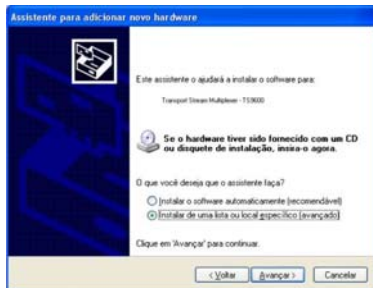 Assistente para adicionar novo hardware
Este assistente o ajudará a instalar o software para:
Transport Stream Multiplexer - TS9600
Se o hardware tiver sido fornecido com um CD
ou disquete de instalação, insira-o agora.
O que você deseja que o assistente faça?
Instalar o software automaticamente (recomendável)
Instalar de uma lista ou local específico (avançado)
Clique em 'Avançar' para continuar.
< Voltar
Avançar >
Cancelar